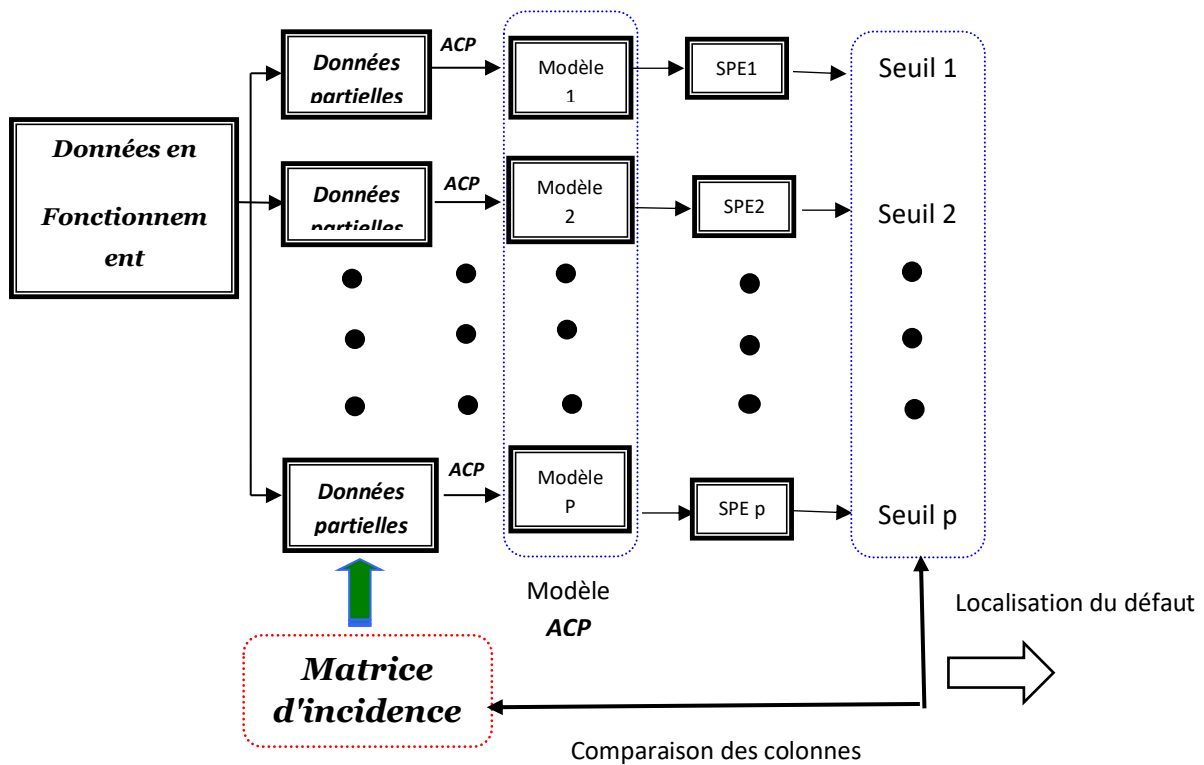 ACP
Données
partielles
Modèle
1
SPE1
Seuil 1
Données en
Fonctionnem
ent
ACP
Données
partielles
Modèle
2
SPE2
Seuil 2
ACP
Données
partielles
Modèle
P
SPE p
Seuil p
Modèle
ACP
Localisation du défaut
Matrice
d'incidence
Comparaison des colonnes